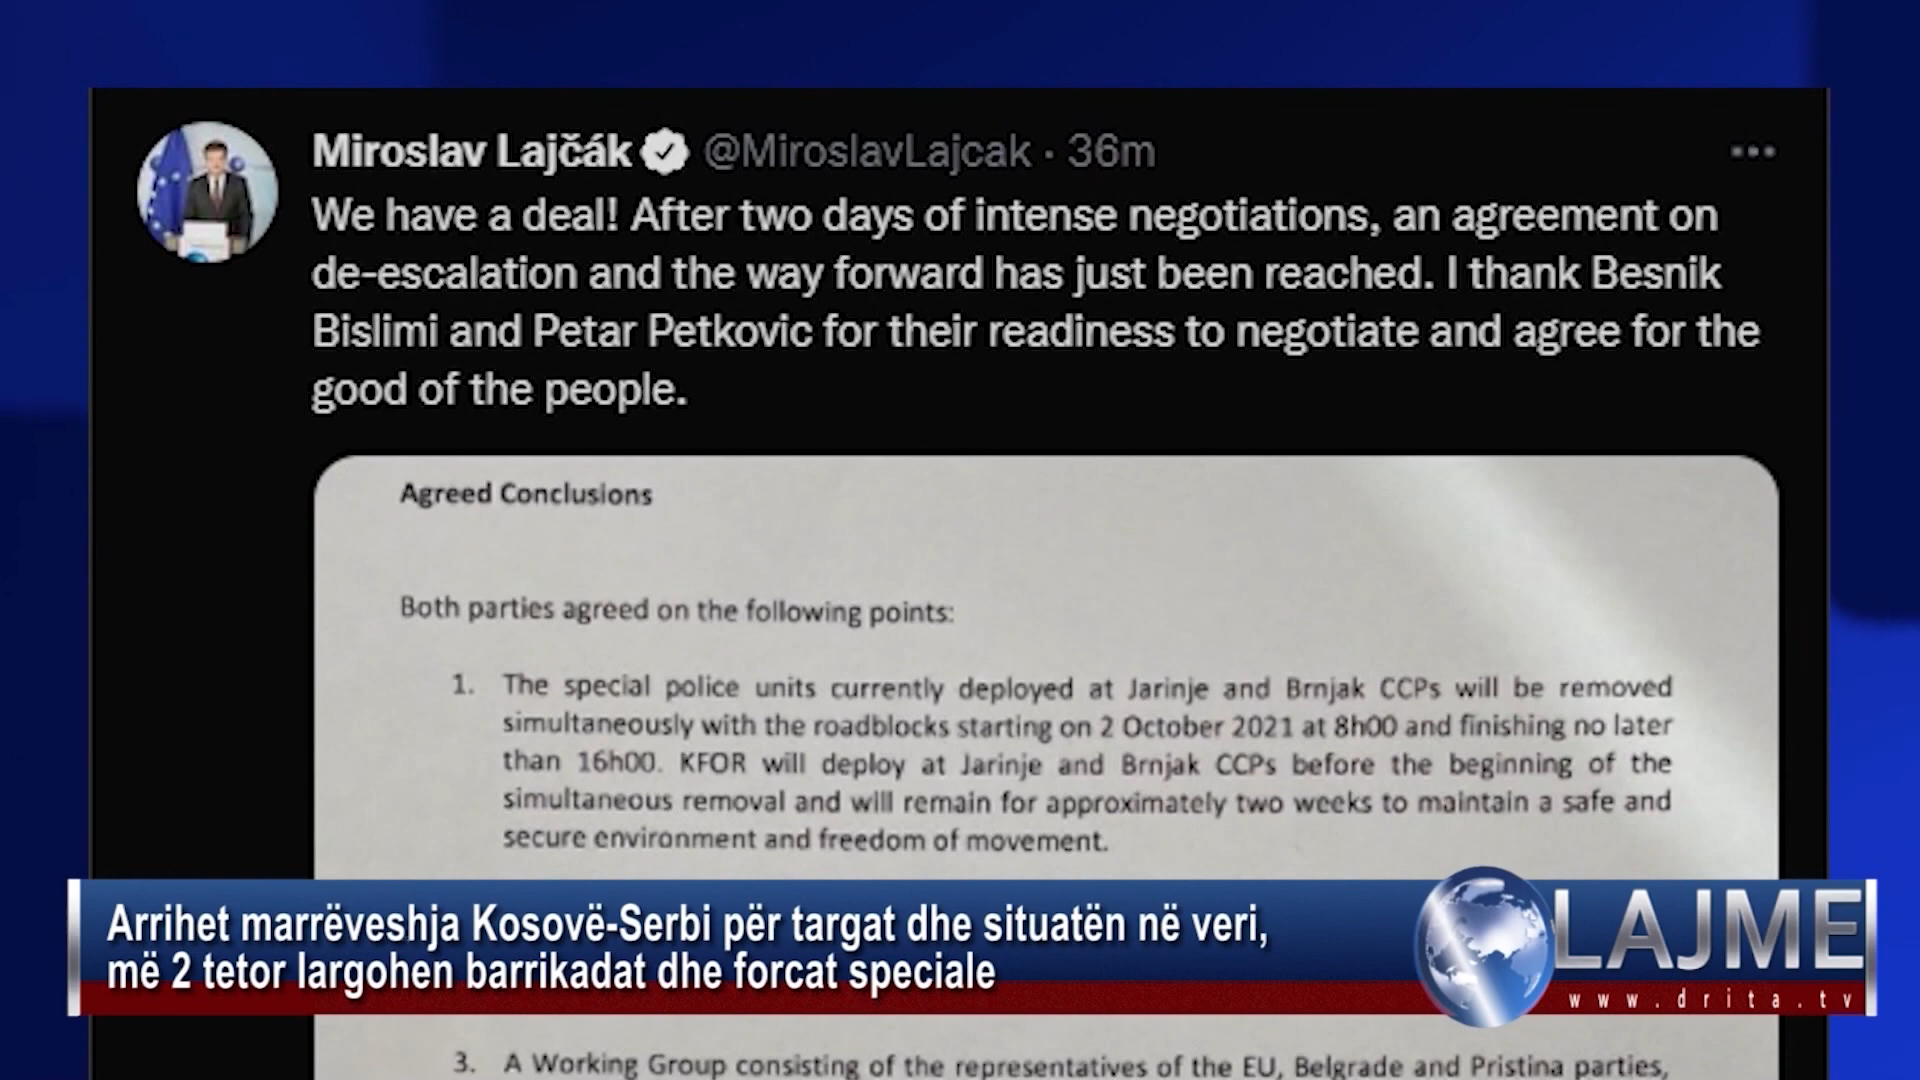 Miroslav Lajčák @MiroslavLajcak · 36m
We have a deal! After two days of intense negotiations, an agreement on
de-escalation and the way forward has just been reached. I thank Besnik
Bislimi and Petar Petkovic for their readiness to negotiate and agree for the
good of the people.
Agreed Conclusions
Both parties agreed on the following points:
1. The special police units currently deployed at Jarinje and Brnjak CCPs will be removed
simultaneously with the roadblocks starting on 2 October 2021 at 8h00 and finishing no later
than 16h00. KFOR will deploy at Jarinje and Brnjak CCPs before the beginning of the
simultaneous removal and will remain for approximately two weeks to maintain a safe and
secure environment and freedom of movement.
Arrihet marrëveshja Kosovë-Serbi për targat dhe situatën në veri,
më 2 tetor largohen barrikadat dhe forcat speciale
LAJME
www.drita.tv
3. A Working Group consisting of the representatives of the EU, Belgrade and Pristina parties,